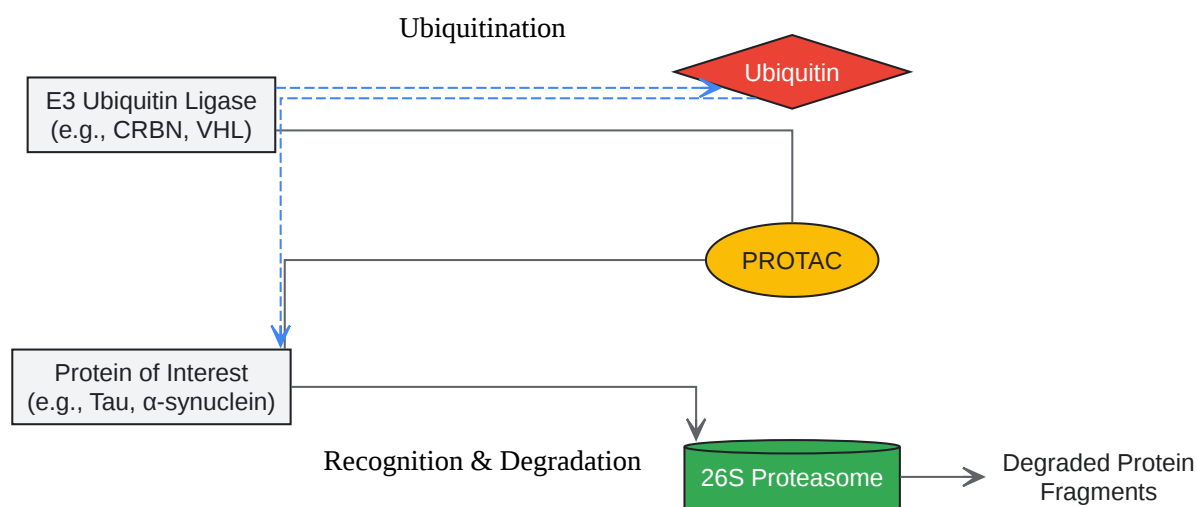 Ubiquitination
Ubiquitin
E3 Ubiquitin Ligase
(e.g., CRBN, VHL)
PROTAC
Protein of Interest
(e.g., Tau, α-synuclein)
Recognition & Degradation
26S Proteasome
Degraded Protein
Fragments